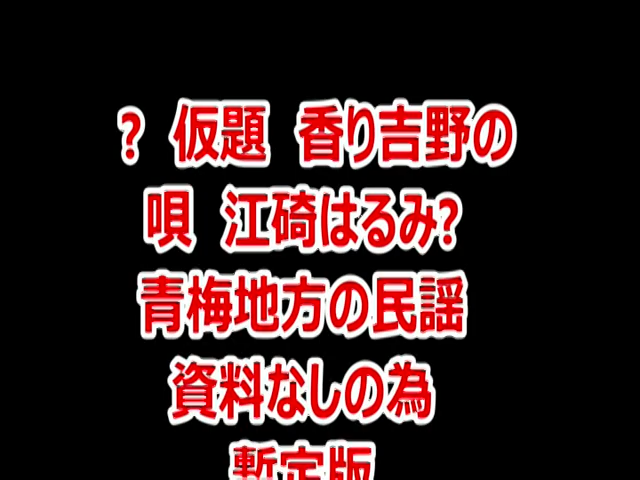 ? 仮題 香り吉野の
唄 江碕はるみ?
青梅地方の民謡
資料なしの為
暫定版